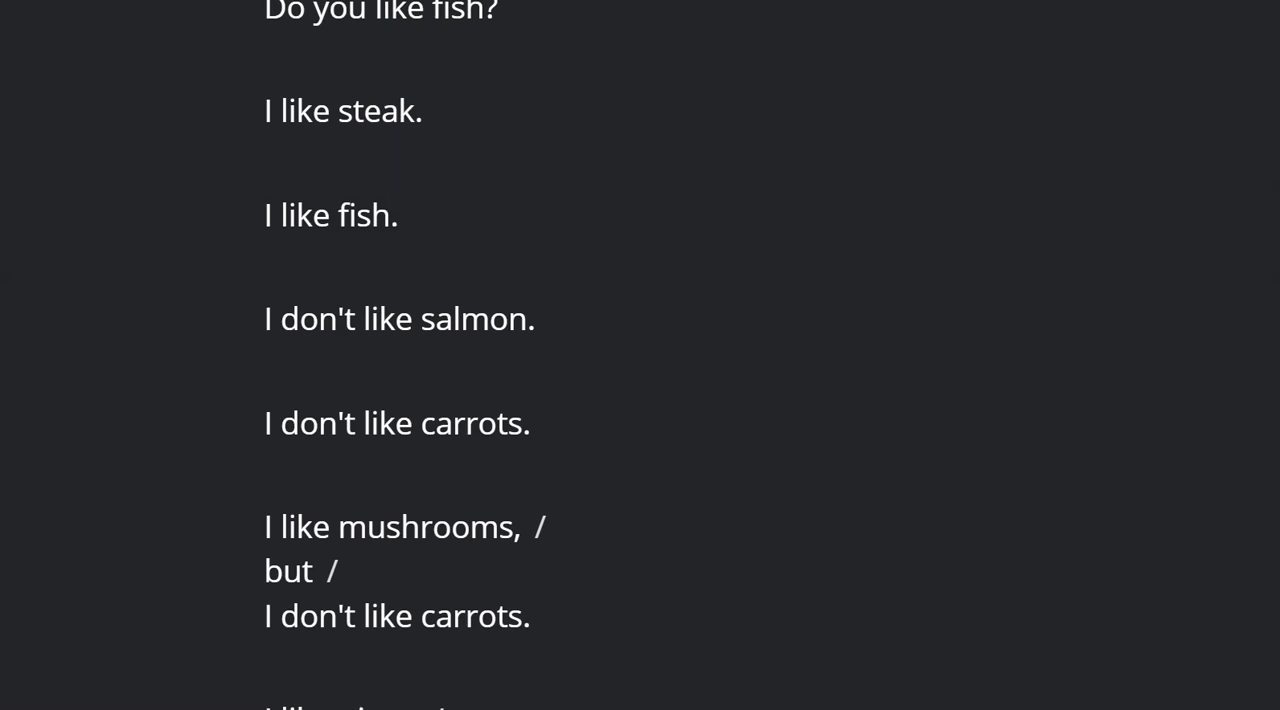 Do you like fish?
I like steak.
I like fish.
I don't like salmon.
I don't like carrots.
I like mushrooms, /
but /
I don't like carrots.
I like